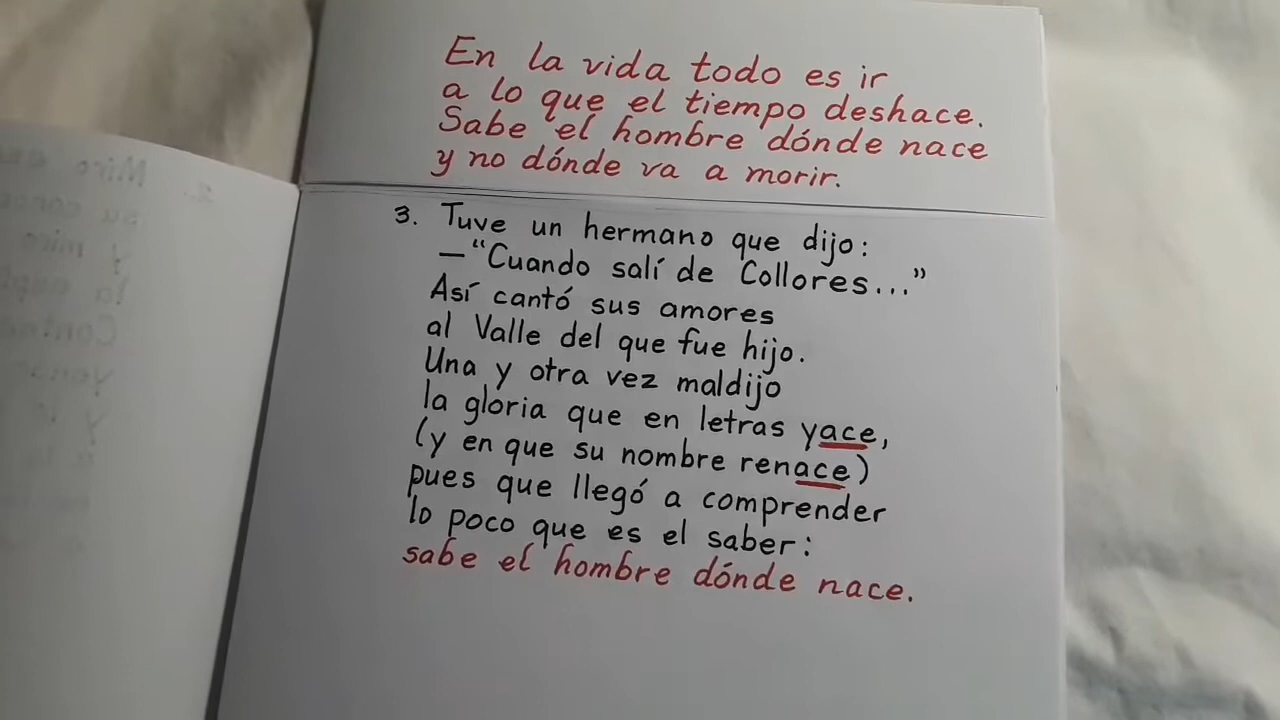 En la vida todo es ir
a lo que el tiempo deshace.
Sabe el hombre dónde nace
y no dónde va a morir.
3. Tuve un hermano que dijo:
—“Cuando salí de Collores...”
Así cantó sus amores
al Valle del que fue hijo.
Una y otra vez maldijo
la gloria que en letras yace,
(y en que su nombre renace)
pues que llegó a comprender
lo poco que es el saber:
sabe el hombre dónde nace.